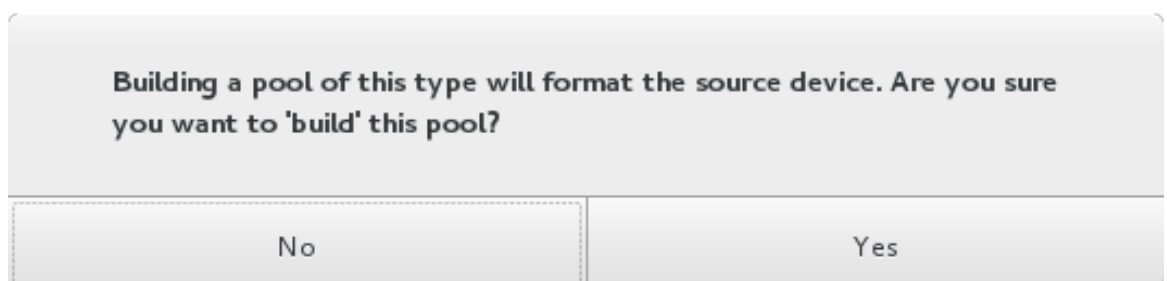 Building a pool of this type will format the source device. Are you sure
you want to 'build' this pool?
No
Yes